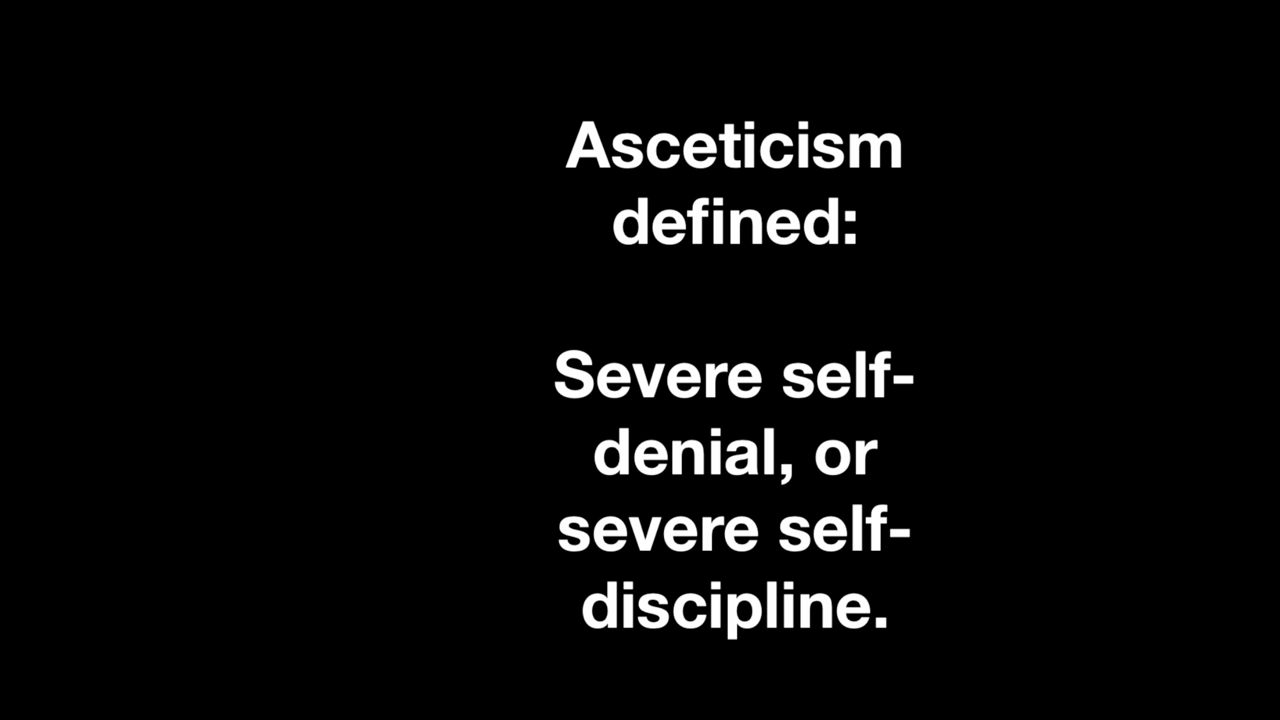 Asceticism
defined:
Severe self-
denial, or
severe self-
discipline.